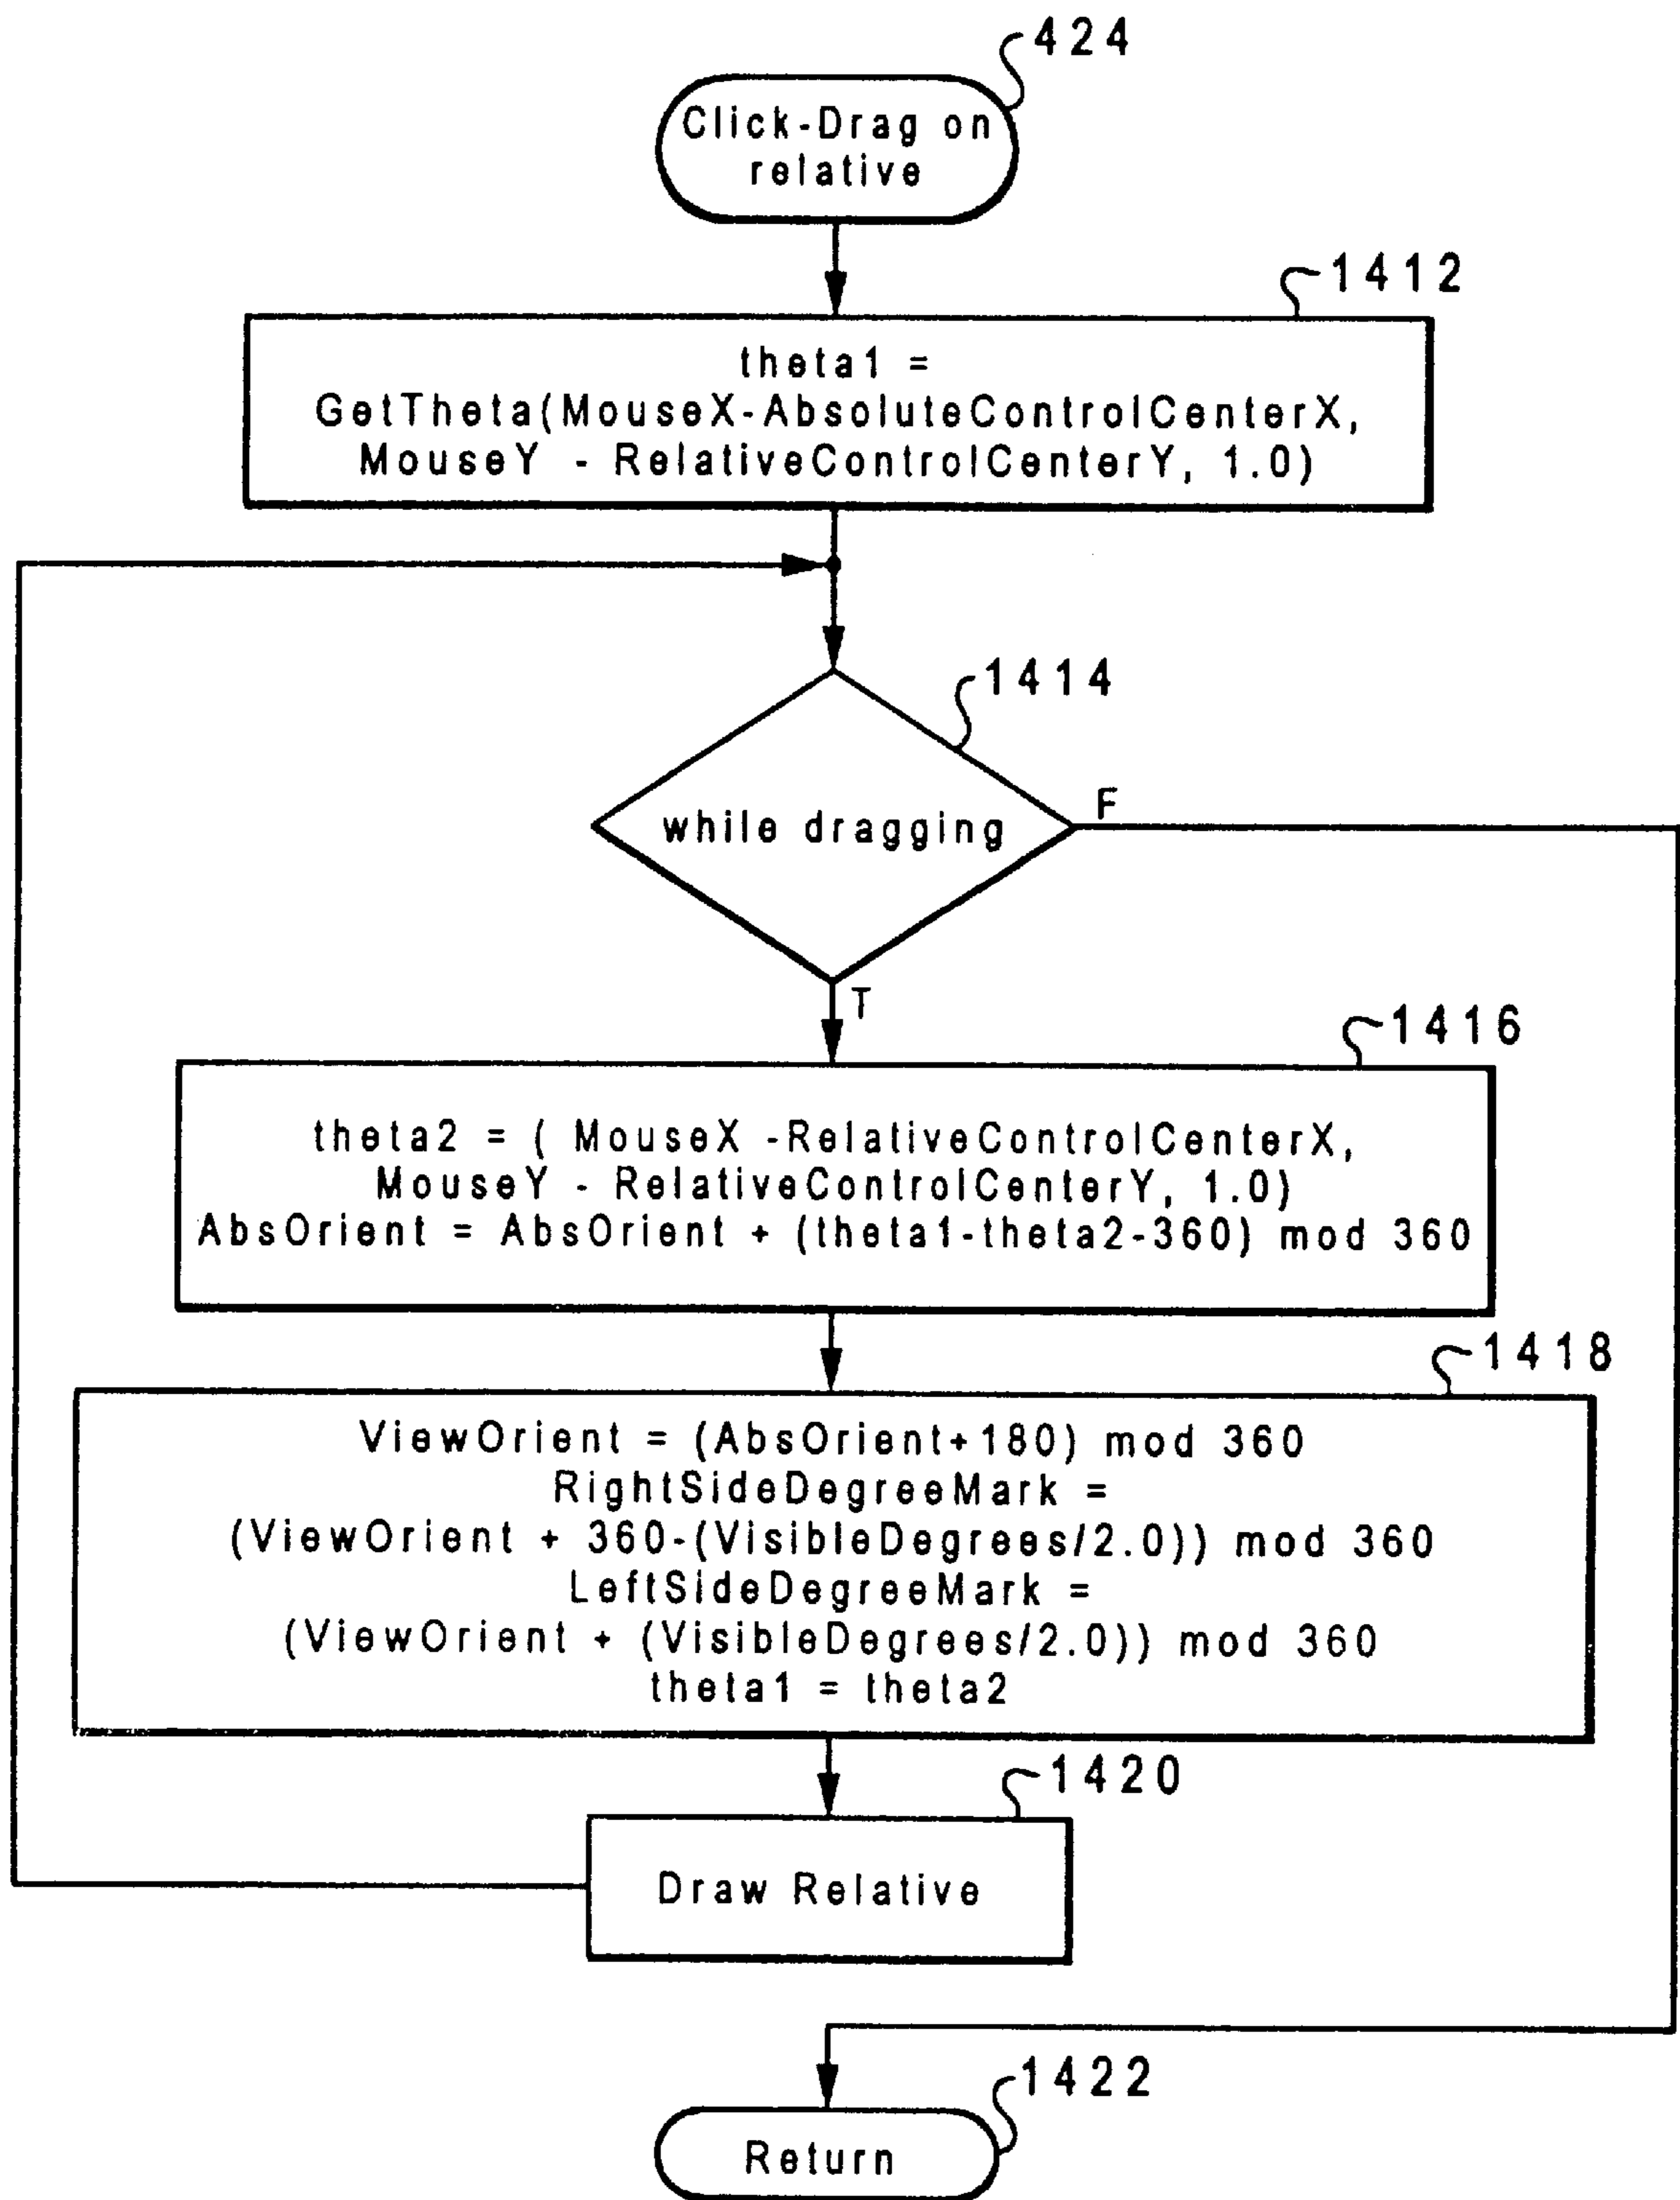 424
Click-Drag on
relative
1412
theta1 =
GetTheta(MouseX-AbsoluteControlCenterX,
MouseY - RelativeControlCenterY, 1.0)
1414
while dragging
F
T
1416
theta2 = ( MouseX -RelativeControlCenterX,
MouseY - RelativeControlCenterY, 1.0)
AbsOrient = AbsOrient + (theta1-theta2-360) mod 360
1418
ViewOrient = (AbsOrient+180) mod 360
RightSideDegreeMark =
(ViewOrient + 360-(VisibleDegrees/2.0)) mod 360
LeftSideDegreeMark =
(ViewOrient + (VisibleDegrees/2.0)) mod 360
theta1 = theta2
1420
Draw Relative
1422
Return